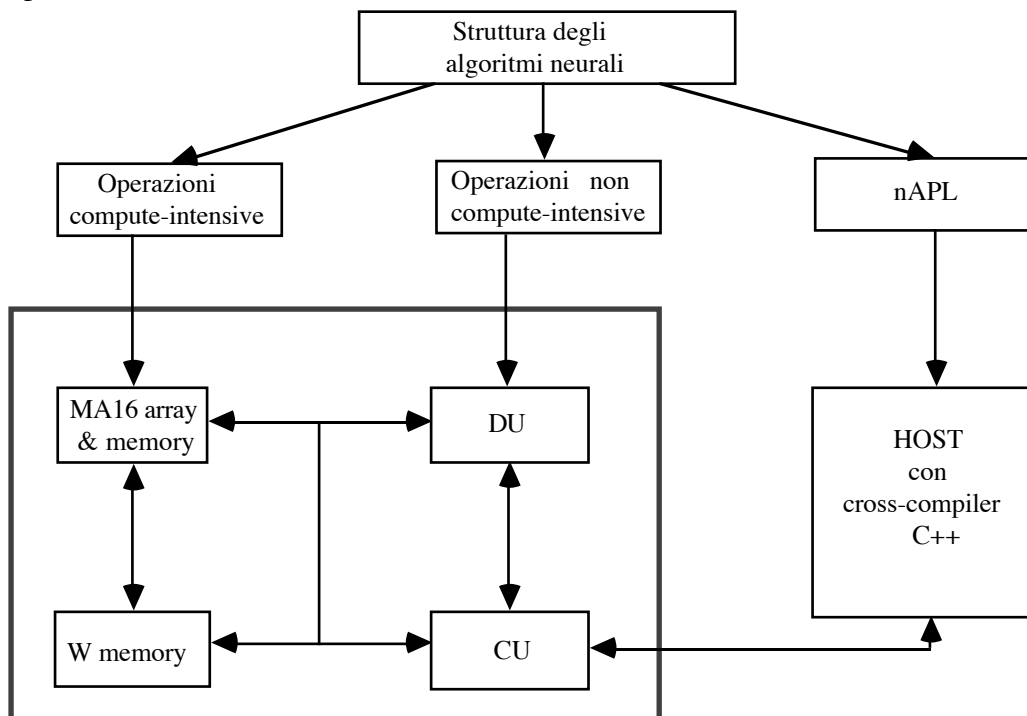 Struttura degli
algoritmi neurali
Operazioni
compute-intensive
Operazioni non
compute-intensive
nAPL
MA16 array
& memory
DU
HOST
con
cross-compiler
C++
W memory
CU